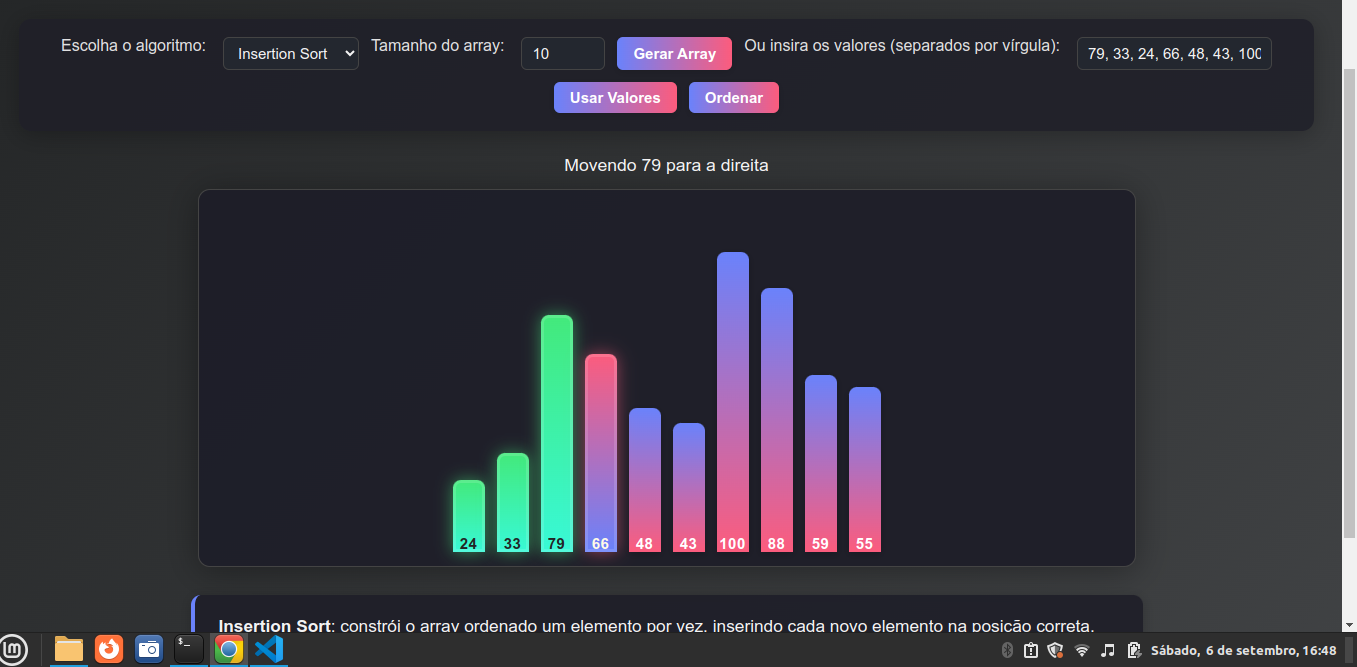 Escolha o algoritmo: Insertion Sort Tamanho do array: 10 Gerar Array Ou insira os valores (separados por vírgula): 79, 33, 24, 66, 48, 43, 100
Usar Valores Ordenar
Movendo 79 para a direita
24 33 79 66 48 43 100 88 59 55
Insertion Sort: constrói o array ordenado um elemento por vez, inserindo cada novo elemento na posição correta.
Sábado, 6 de setembro, 16:48